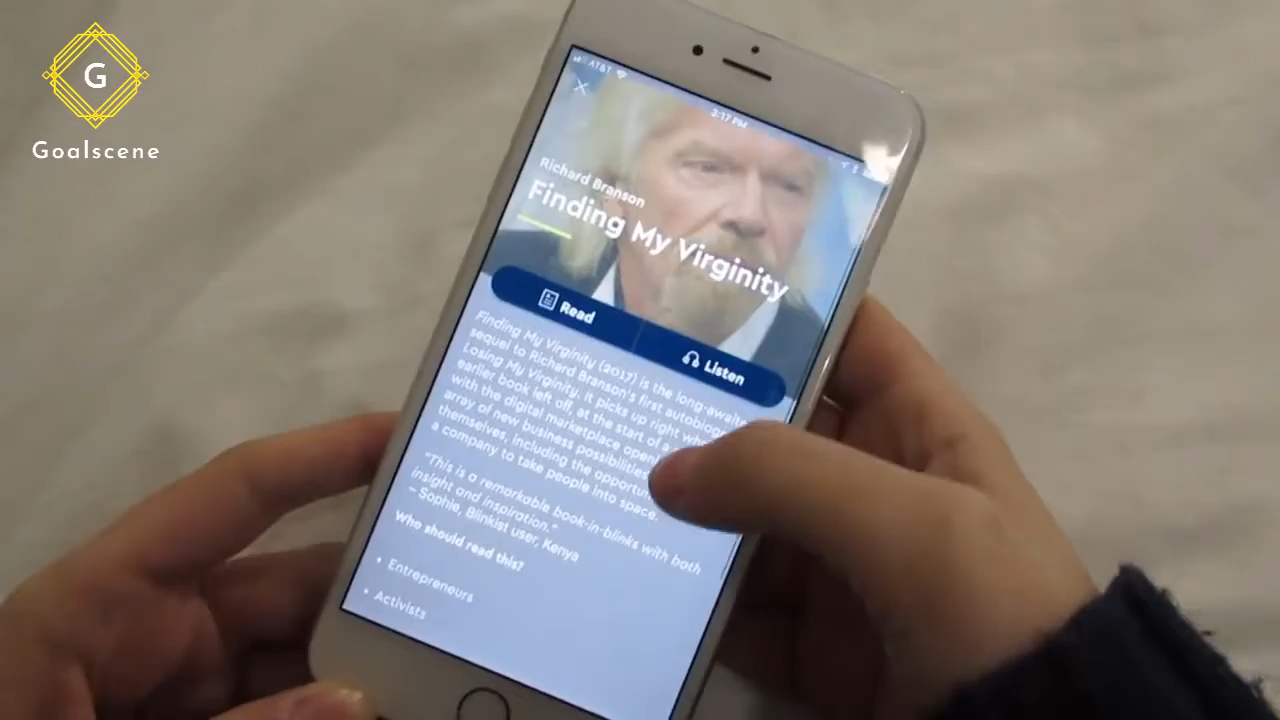 G
Goalscene
AT&T
3:17 PM
Richard Branson
Finding My Virginity
Read
Listen
Finding My Virginity (2017) is the long-awaite
sequel to Richard Branson's first autobiogr
Losing My Virginity. It picks up right wh
earlier book left off, at the start of a
with the digital marketplace openi
array of new business possibilities
themselves, including the opportun
a company to take people into space.
"This is a remarkable book-in-blinks with both
insight and inspiration."
– Sophie, Blinkist user, Kenya
Who should read this?
• Entrepreneurs
• Activists